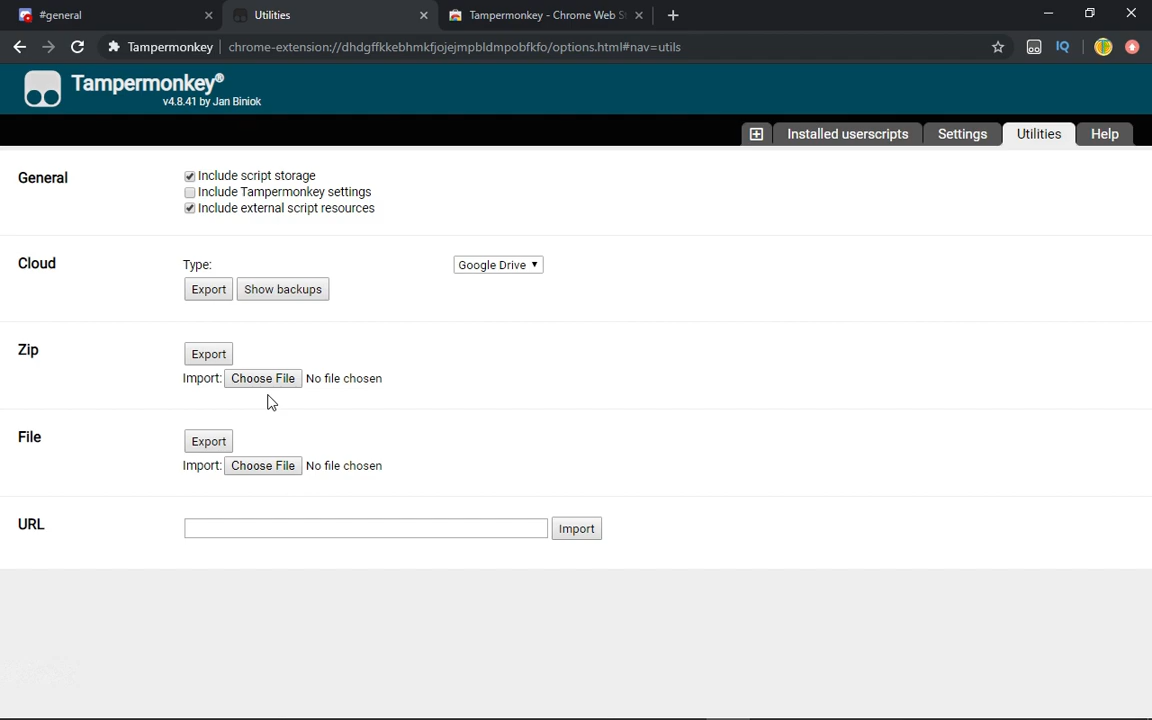 #general
Utilities
Tampermonkey - Chrome Web S
Tampermonkey
chrome-extension://dhdgffkkebhmkfjojejmpbldmpobfkfo/options.html#nav=utils
IQ
Tampermonkey®
v4.8.41 by Jan Biniok
Installed userscripts
Settings
Utilities
Help
General
Include script storage
Include Tampermonkey settings
Include external script resources
Cloud
Type:
Google Drive
Export
Show backups
Zip
Export
Import: Choose File No file chosen
File
Export
Import: Choose File No file chosen
URL
Import